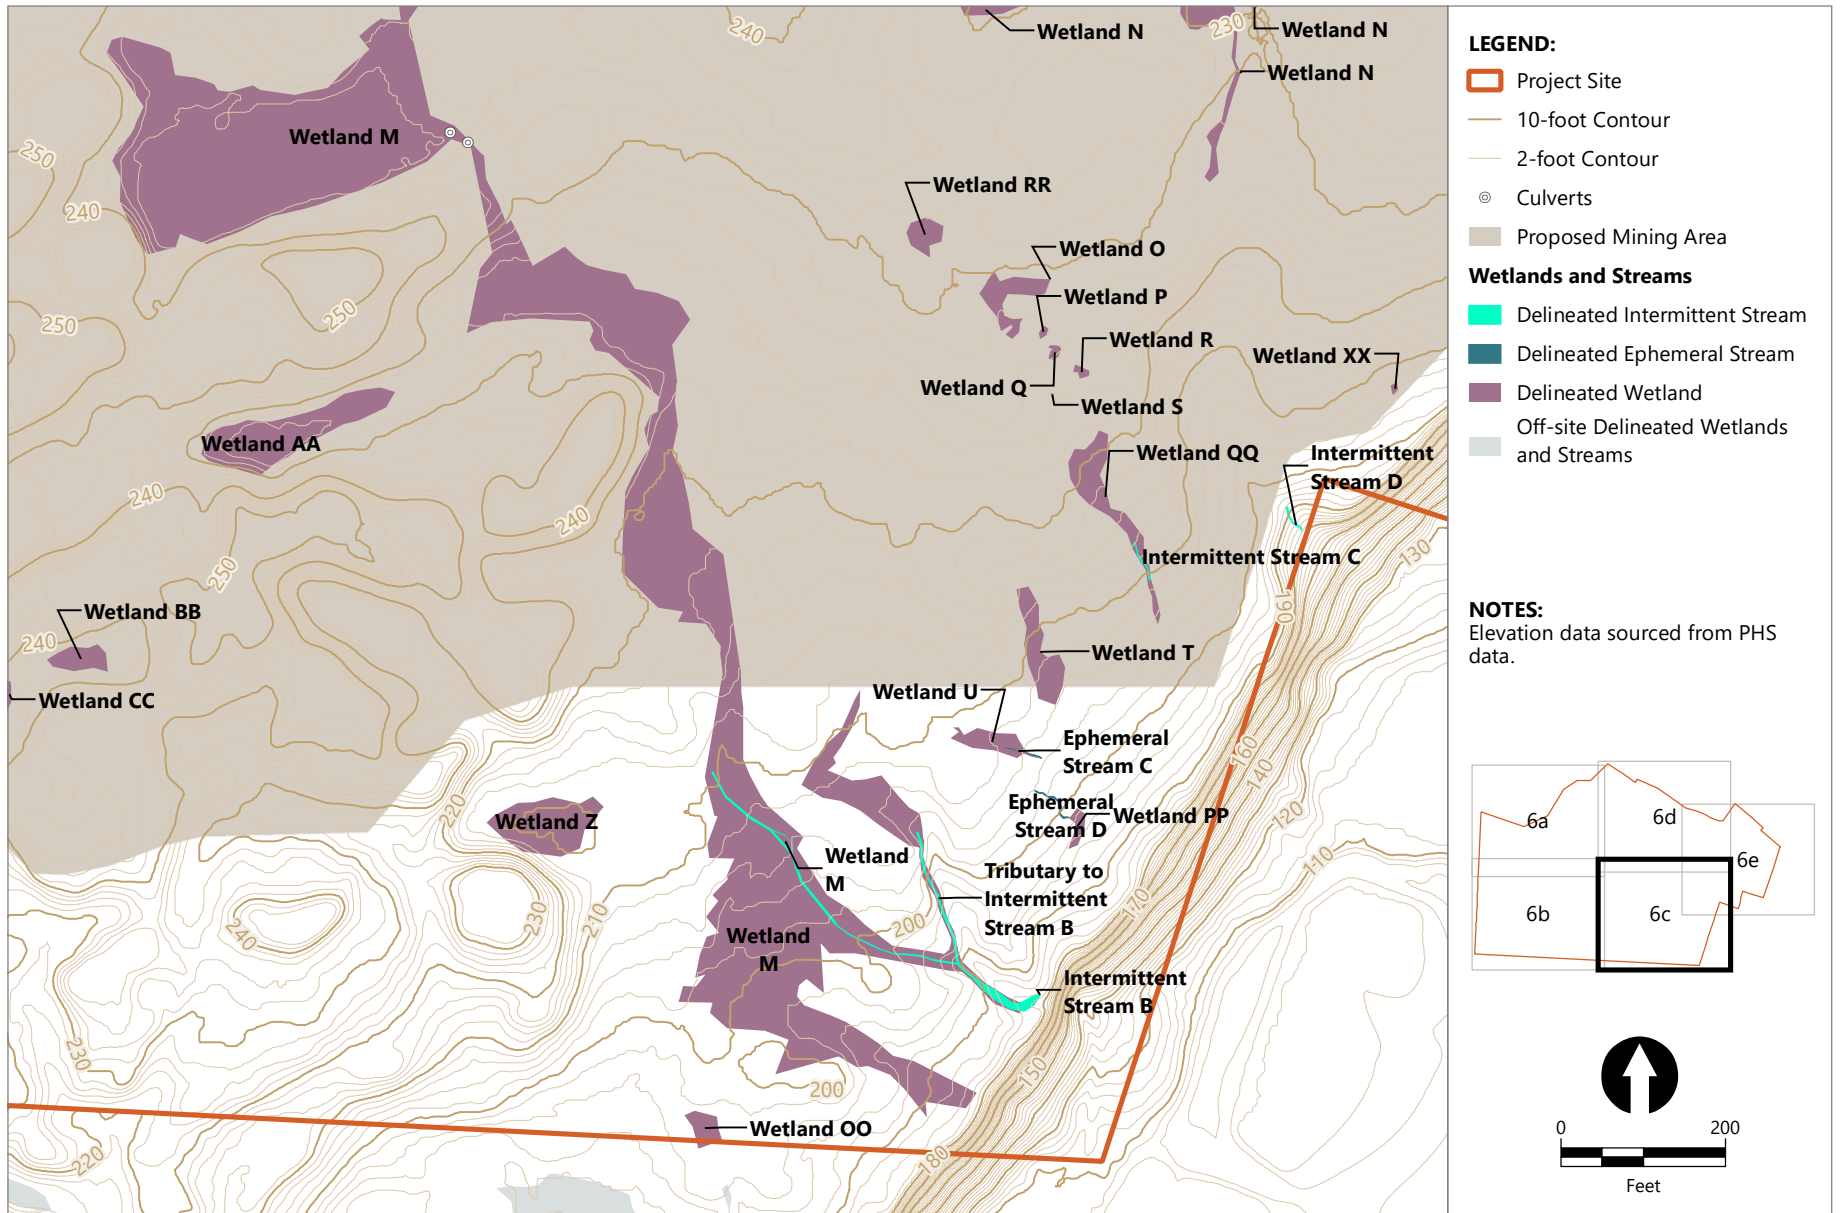 240
Wetland N
230
Wetland N
Wetland N
Wetland M
250
240
Wetland RR
Wetland O
Wetland P
250
250
Wetland R
Wetland XX
Wetland Q
Wetland S
Wetland AA
Wetland QQ
Intermittent
Stream D
240
240
130
Intermittent Stream C
250
190
Wetland BB
240
Wetland T
Wetland CC
Wetland U
Ephemeral
Stream C
160
140
220
Ephemeral
Stream D
Wetland PP
120
Wetland Z
110
Wetland
M
Tributary to
Intermittent
Stream B
170
230
210
200
240
Wetland
M
Intermittent
Stream B
230
150
200
Wetland OO
220
180
LEGEND:
Project Site
10-foot Contour
2-foot Contour
Culverts
Proposed Mining Area
Wetlands and Streams
Delineated Intermittent Stream
Delineated Ephemeral Stream
Delineated Wetland
Off-site Delineated Wetlands
and Streams
NOTES:
Elevation data sourced from PHS
data.
6a
6d
6e
6b
6c
0
200
Feet